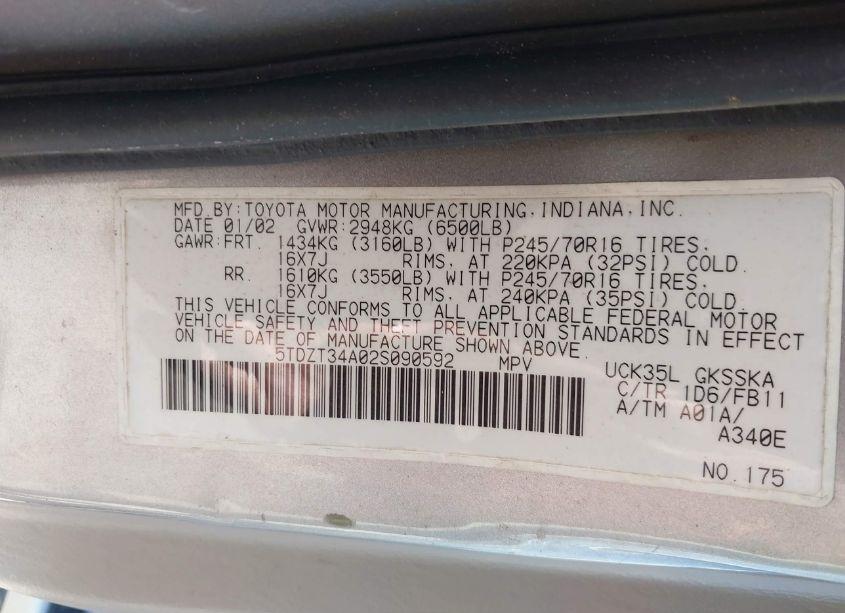 MFD.BY:TOYOTA MOTOR MANUFACTURING,INDIANA,INC.
DATE 01/02 GVWR:2948KG (6500LB)
GAWR:FRT. 1434KG (3160LB) WITH P245/70R16 TIRES.
16X7J RIMS, AT 220KPA (32PSI) COLD.
RR. 1610KG (3550LB) WITH P245/70R16 TIRES.
16X7J RIMS, AT 240KPA (35PSI) COLD.
THIS VEHICLE CONFORMS TO ALL APPLICABLE FEDERAL MOTOR
VEHICLE SAFETY AND THEFT PREVENTION STANDARDS IN EFFECT
ON THE DATE OF MANUFACTURE SHOWN ABOVE.
5TDZT34A02S090592 MPV
UCK35L GKSSKA
C/TR 1D6/FB11
A/TM A01A/
A340E
NO.175